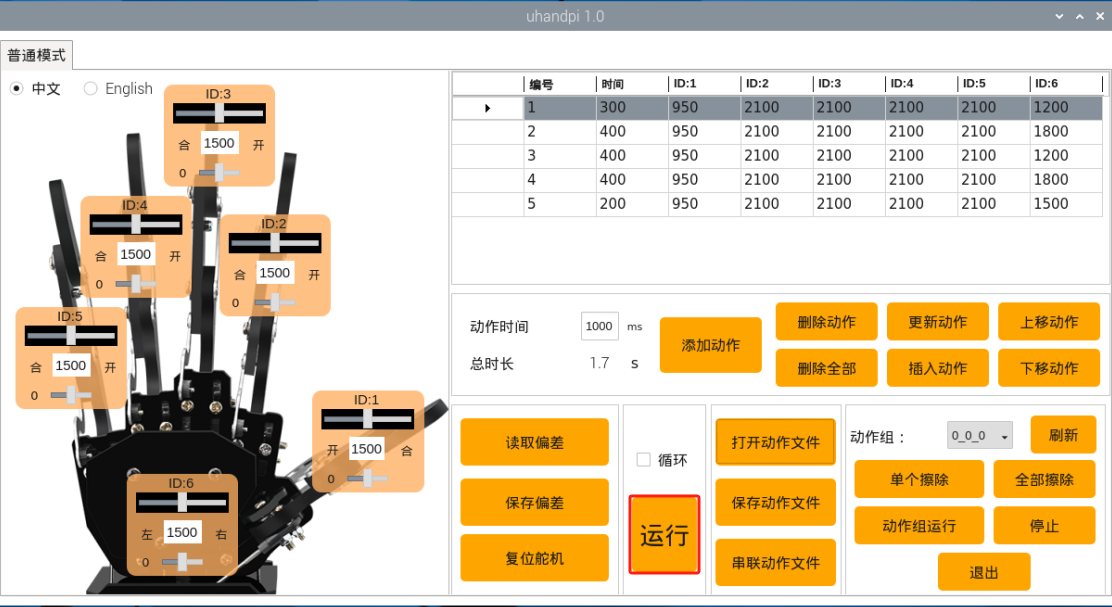 uhandpi 1.0
普通模式
中文 English
ID:3
合 1500 开
0
ID:4
合 1500 开
0
ID:2
合 1500 开
0
ID:5
合 1500 开
0
ID:1
开 1500 合
0
ID:6
左 1500 右
0
编号 时间 ID:1 ID:2 ID:3 ID:4 ID:5 ID:6
1 300 950 2100 2100 2100 2100 1200
2 400 950 2100 2100 2100 2100 1800
3 400 950 2100 2100 2100 2100 1200
4 400 950 2100 2100 2100 2100 1800
5 200 950 2100 2100 2100 2100 1500
动作时间 1000 ms
总时长 1.7 s
添加动作
删除动作 更新动作 上移动作
删除全部 插入动作 下移动作
读取偏差
保存偏差
复位舵机
循环
运行
打开动作文件
保存动作文件
串联动作文件
动作组： 0_0_0 刷新
单个擦除 全部擦除
动作组运行 停止
退出